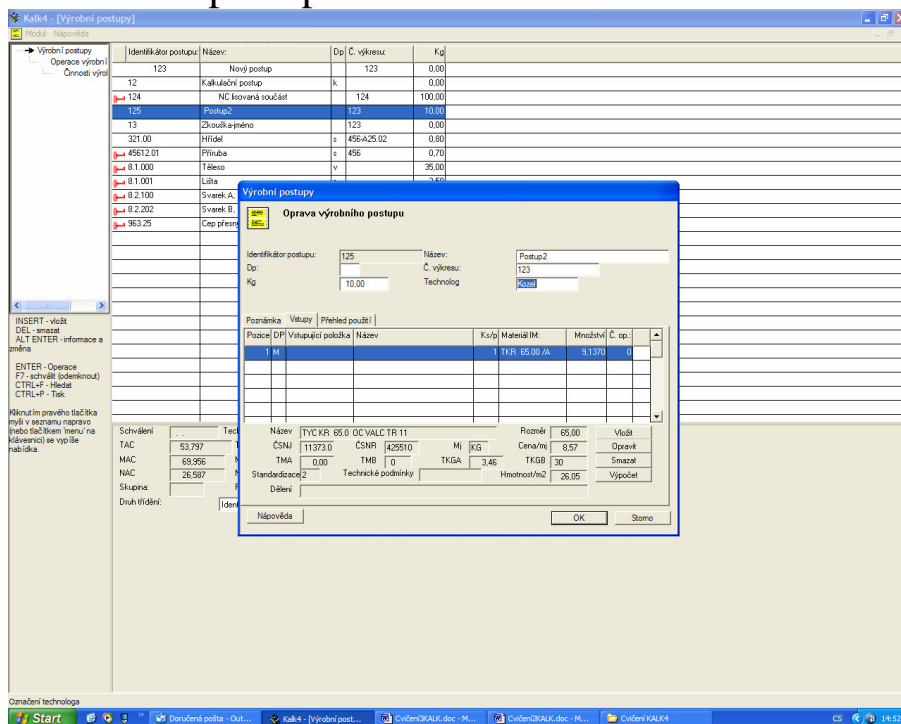 Kalk4 - [Výrobní postupy]
Modul Nápověda
Výrobní postupy
Operace výrobní
Činnosti výrol
Identifikátor postupu: Název: Dp Č. výkresu: Kg
123 Nový postup 123 0,00
12 Kalkulační postup k 0,00
124 NC lisovaná součást 124 100,00
125 Postup2 123 10,00
13 Zkouška-jméno 123 0,00
321.00 Hřídel s 456-A25.02 0,80
45612.01 Příruba s 456 0,70
8.1.000 Těleso v 35,00
8.1.001 Lišta
8.2.100 Svarek A,
8.2.202 Svarek B,
963.25 Cep přesný
INSERT - vložit
DEL - smazat
ALT ENTER - informace a
změna
ENTER - Operace
F7 - schválit (odemknout)
CTRL+F - Hledat
CTRL+P - Tisk
Kliknutím pravého tlačítka
myši v seznamu napravo
(nebo tlačítkem 'menu' na
klávesnici) se vypíše
nabídka.
Výrobní postupy
Oprava výrobního postupu
Identifikátor postupu: 125 Název: Postup2
Dp: Č. výkresu: 123
Kg 10,00 Technolog Kozel
Poznámka Vstupy Přehled použití
Pozice DP Vstupující položka Název Ks/p Materiál IM: Množství Č. op.:
1 M 1 TKR 65.00 /A 9,1370 0
Název TYC KR 65.0 OC VALC TR 11 Rozměr 65,00 Vložit
ČSNJ 11373.0 ČSNR 425510 Mj KG Cena/mj 8,57 Opravit
TMA 0,00 TMB 0 TKGA 3,46 TKGB 30 Smazat
Standardizace 2 Technické podmínky Hmotnost/m2 26,05 Výpočet
Dělení
Nápověda OK Storno
Schválení . . Tec
TAC 53,797
MAC 69,956
NAC 26,587
Skupina:
Druh třídění: Iden
Označení technologa
Start Doručená pošta - Out... Kalk4 - [Výrobní post... Cvičení3KALK.doc - M... Cvičení2KALK.doc - M... Cvičení KALK4 CS 14:52